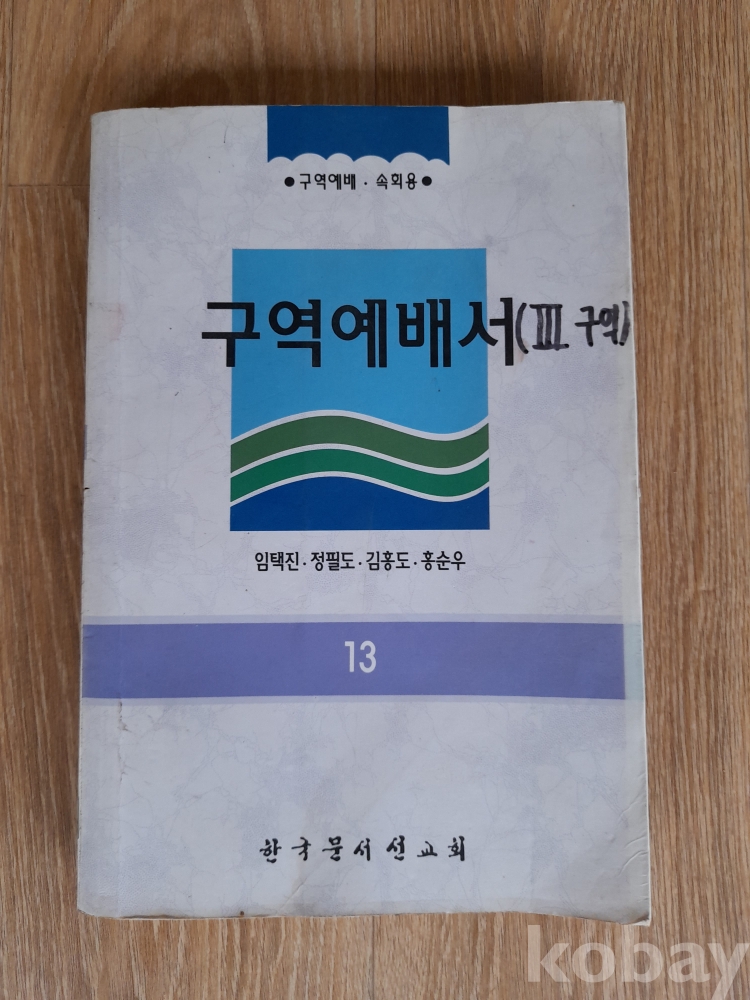 ●구역예배·속회용●
구역예배서(Ⅲ 구역)
임택진·정필도·김홍도·홍순우
13
한국문서선교회
kobay